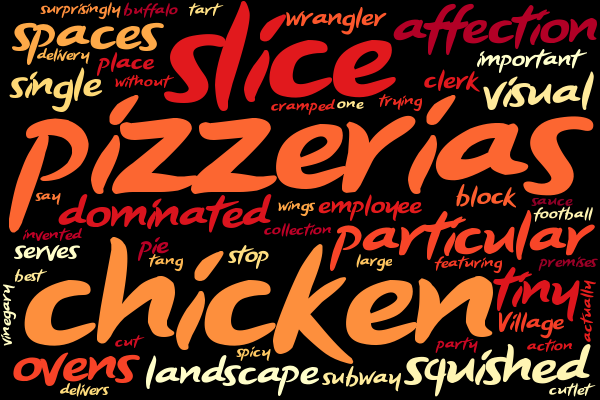 surprisingly buffalo tart
wrangler affection
spaces slice
delivery place important
single without clerk visual
cramped one trying
pizzerias
say dominated wings employee block sauce
football
invented collection particular
serves pie stop
tang large featuring premises
best chicken tiny
vinegary Village actually
cut party action
spicy
ovens landscape subway squished
delivers cutlet